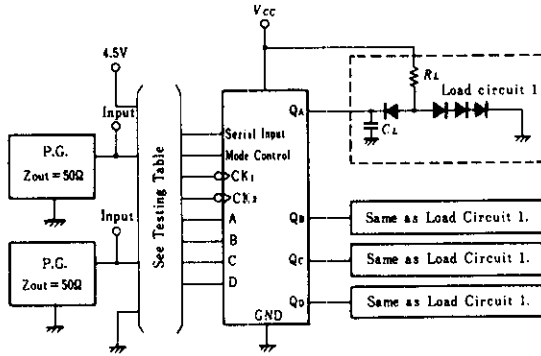 VCC
4.5V
RL
Load circuit 1
Input
QA
CL
P.G.
Zout = 50Ω
Serial Input
Mode Control
CK1
CK2
See Testing Table
Input
A
B
C
D
QB
Same as Load Circuit 1.
QC
Same as Load Circuit 1.
P.G.
Zout = 50Ω
QD
Same as Load Circuit 1.
GND